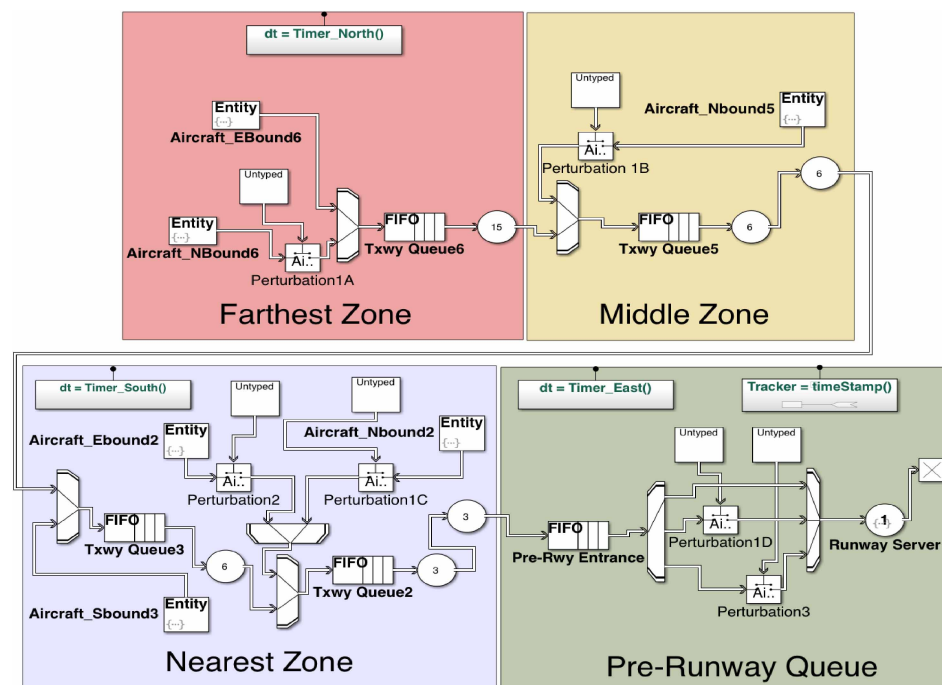 dt = Timer_North()
Entity
{...}
Aircraft_EBound6
Untyped
Entity
{...}
Aircraft_NBound6
Ai..
Perturbation1A
FIFO
Txwy Queue6
15
Farthest Zone
Untyped
Aircraft_Nbound5
Entity
{...}
Ai..
Perturbation 1B
FIFO
Txwy Queue5
6
6
Middle Zone
dt = Timer_South()
Untyped
Untyped
Aircraft_Ebound2
Entity
{...}
Aircraft_Nbound2
Entity
{...}
Ai..
Perturbation2
Ai..
Perturbation1C
FIFO
Txwy Queue3
6
FIFO
Txwy Queue2
3
3
Aircraft_Sbound3
Entity
{...}
Nearest Zone
dt = Timer_East()
Tracker = timeStamp()
Untyped
Untyped
FIFO
Pre-Rwy Entrance
Ai..
Perturbation1D
Ai..
Perturbation3
1
{...}
Runway Server
Pre-Runway Queue